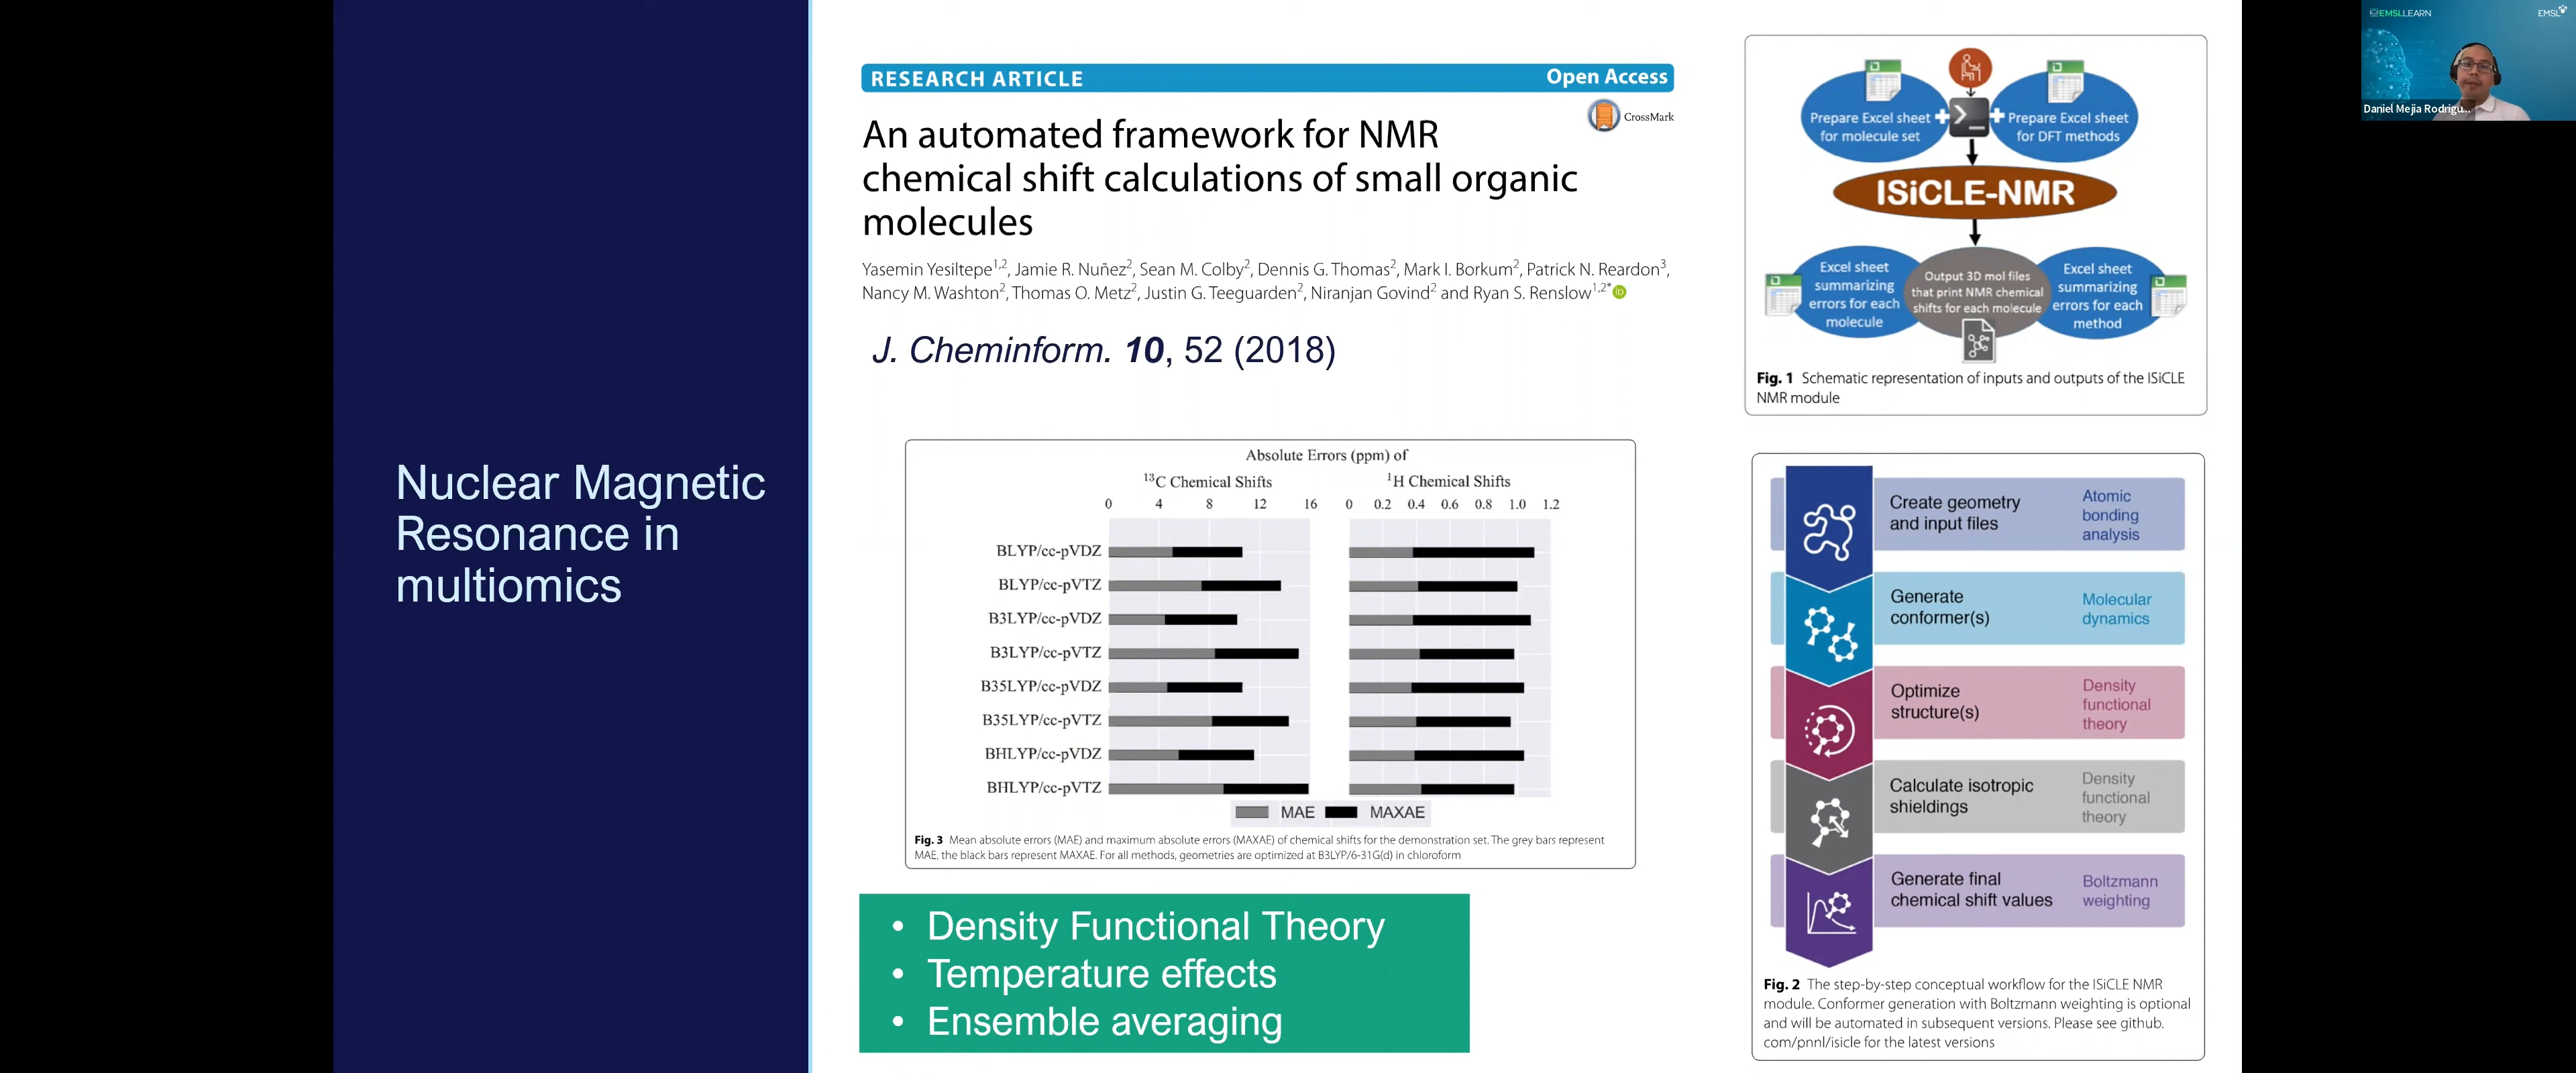 Nuclear Magnetic
Resonance in
multiomics
RESEARCH ARTICLE
Open Access
CrossMark
An automated framework for NMR
chemical shift calculations of small organic
molecules
Yasemin Yesiltepe1,2, Jamie R. Nuñez2, Sean M. Colby2, Dennis G. Thomas2, Mark I. Borkum2, Patrick N. Reardon3,
Nancy M. Washton2, Thomas O. Metz2, Justin G. Teeguarden2, Niranjan Govind2 and Ryan S. Renslow1,2*
iD
J. Cheminform. 10, 52 (2018)
Absolute Errors (ppm) of
13C Chemical Shifts
1H Chemical Shifts
0 4 8 12 16
0 0.2 0.4 0.6 0.8 1.0 1.2
BLYP/cc-pVDZ
BLYP/cc-pVTZ
B3LYP/cc-pVDZ
B3LYP/cc-pVTZ
B35LYP/cc-pVDZ
B35LYP/cc-pVTZ
BHLYP/cc-pVDZ
BHLYP/cc-pVTZ
MAE MAXAE
Fig. 3 Mean absolute errors (MAE) and maximum absolute errors (MAXAE) of chemical shifts for the demonstration set. The grey bars represent
MAE, the black bars represent MAXAE. For all methods, geometries are optimized at B3LYP/6-31G(d) in chloroform
• Density Functional Theory
• Temperature effects
• Ensemble averaging
Prepare Excel sheet
for molecule set
Prepare Excel sheet
for DFT methods
ISiCLE-NMR
Excel sheet
summarizing
errors for each
molecule
Output 3D mol files
that print NMR chemical
shifts for each molecule
Excel sheet
summarizing
errors for each
method
Fig. 1 Schematic representation of inputs and outputs of the ISiCLE
NMR module
Create geometry
and input files
Atomic
bonding
analysis
Generate
conformer(s)
Molecular
dynamics
Optimize
structure(s)
Density
functional
theory
Calculate isotropic
shieldings
Density
functional
theory
Generate final
chemical shift values
Boltzmann
weighting
Fig. 2 The step-by-step conceptual workflow for the ISiCLE NMR
module. Conformer generation with Boltzmann weighting is optional
and will be automated in subsequent versions. Please see github.
com/pnnl/isicle for the latest versions
EMSLLEARN
EMSL
Daniel Mejia Rodrigu...